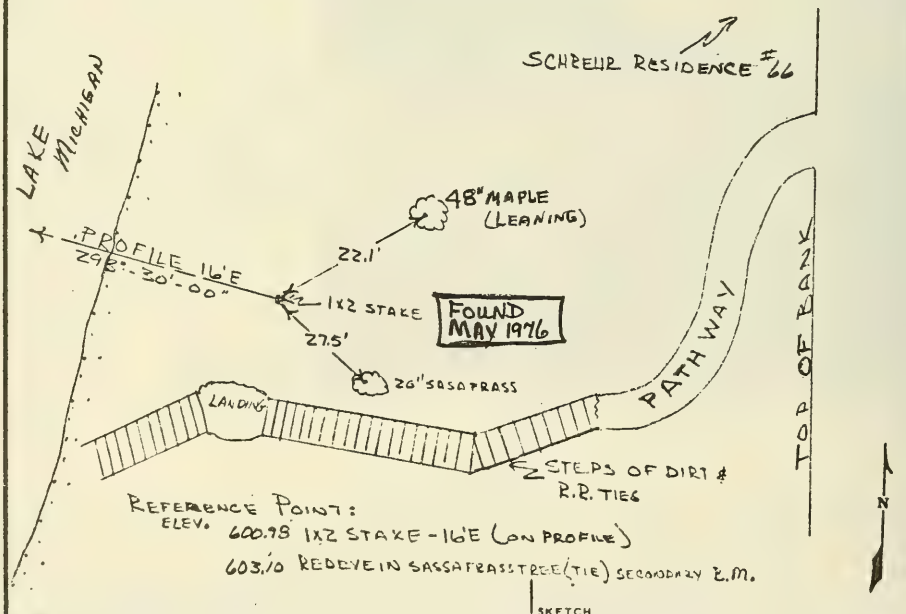 SCHREUR RESIDENCE #66
LAKE
MICHIGAN
48" MAPLE
(LEANING)
22.1'
PROFILE 16'E
298°-30'-00"
1X2 STAKE
FOUND
MAY 1976
27.5'
26" SASAFRASS
LANDING
PATHWAY
TOP OF BANK
STEPS OF DIRT &
R.R. TIES
N
REFERENCE POINT:
ELEV.
600.98 1X2 STAKE - 16'E (ON PROFILE)
603.10 REDEYE IN SASSAFRASS TREE (TIE) SECONDARY B.M.
SKETCH